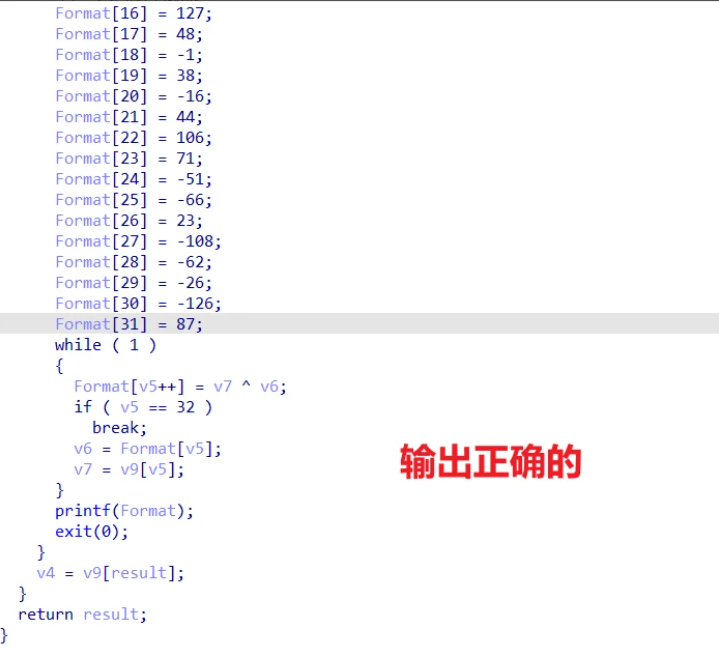 Format[16] = 127;
Format[17] = 48;
Format[18] = -1;
Format[19] = 38;
Format[20] = -16;
Format[21] = 44;
Format[22] = 106;
Format[23] = 71;
Format[24] = -51;
Format[25] = -66;
Format[26] = 23;
Format[27] = -108;
Format[28] = -62;
Format[29] = -26;
Format[30] = -126;
Format[31] = 87;
while ( 1 )
{
Format[v5++] = v7 ^ v6;
if ( v5 == 32 )
break;
v6 = Format[v5];
v7 = v9[v5];
}
输出正确的
printf(Format);
exit(0);
}
v4 = v9[result];
}
return result;
}